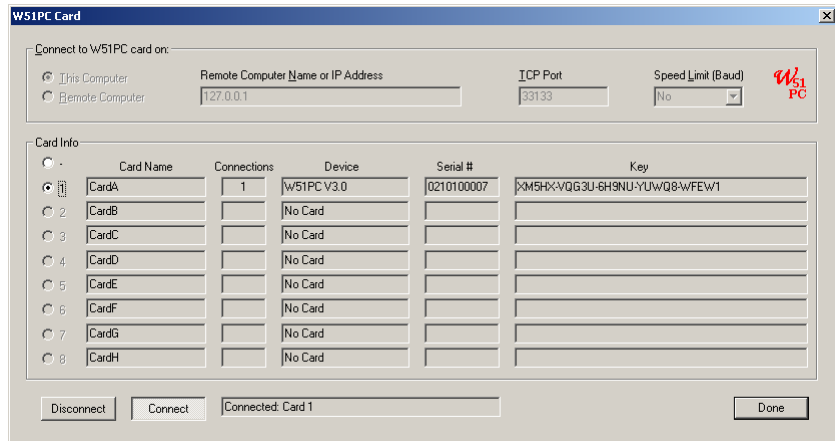 W51PC Card
Connect to W51PC card on:
This Computer
Remote Computer
Remote Computer Name or IP Address
127.0.0.1
TCP Port
33133
Speed Limit (Baud)
No
W51
PC
Card Info
-
Card Name Connections Device Serial # Key
1 CardA 1 W51PC V3.0 0210100007 XM5HX-VQG3U-6H9NU-YUWQ8-WFEW1
2 CardB No Card
3 CardC No Card
4 CardD No Card
5 CardE No Card
6 CardF No Card
7 CardG No Card
8 CardH No Card
Disconnect Connect Connected: Card 1 Done